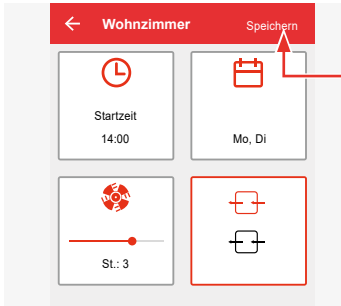 Wohnzimmer
Speichern
Startzeit
14:00
Mo, Di
St.: 3